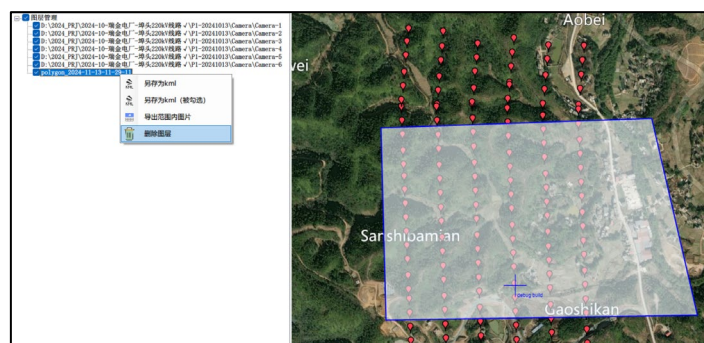 图层管理
D:\2024_PRJ\2024-10-瑞金电厂-埠头220kV线路√\P1-20241013\Camera\Camera-1
D:\2024_PRJ\2024-10-瑞金电厂-埠头220kV线路√\P1-20241013\Camera\Camera-2
D:\2024_PRJ\2024-10-瑞金电厂-埠头220kV线路√\P1-20241013\Camera\Camera-3
D:\2024_PRJ\2024-10-瑞金电厂-埠头220kV线路√\P1-20241013\Camera\Camera-4
D:\2024_PRJ\2024-10-瑞金电厂-埠头220kV线路√\P1-20241013\Camera\Camera-5
D:\2024_PRJ\2024-10-瑞金电厂-埠头220kV线路√\P1-20241013\Camera\Camera-6
polygon_2024-11-13-11-29-11
另存为kml
另存为kml（被勾选）
导出范围内图片
删除图层
Aobei
vei
Sanshibamian
debug build
Gaoshikan